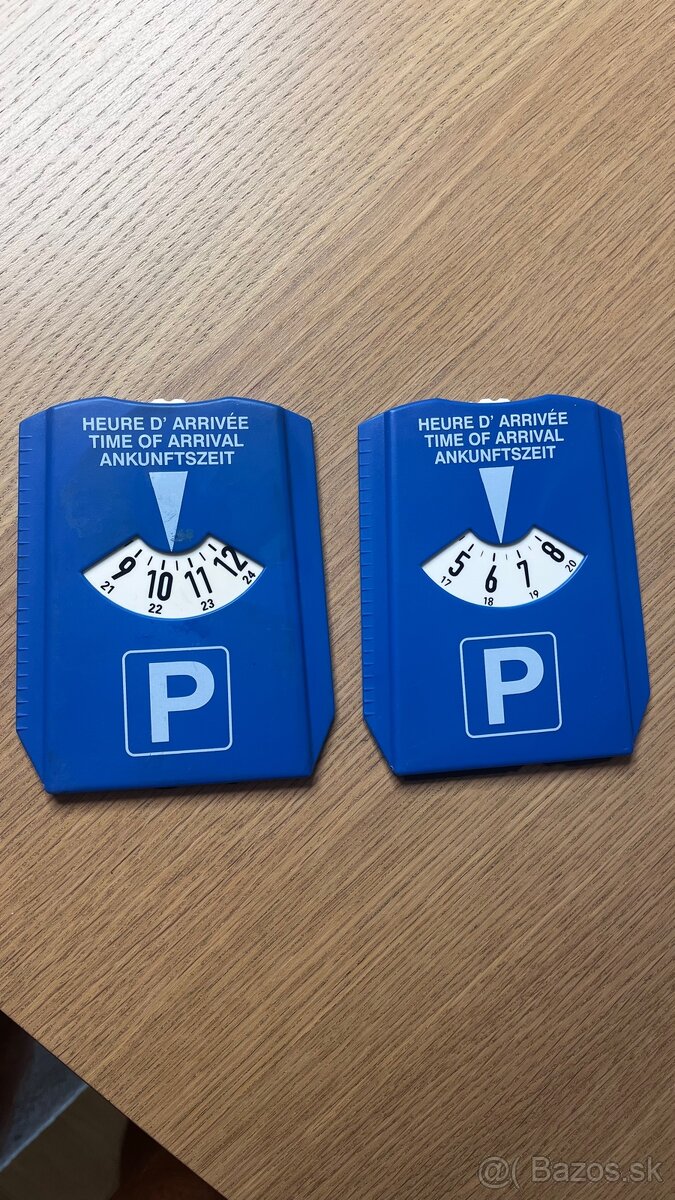 HEURE D' ARRIVÉE
TIME OF ARRIVAL
ANKUNFTSZEIT
9 10 11 12
21 22 23 24
P
HEURE D' ARRIVÉE
TIME OF ARRIVAL
ANKUNFTSZEIT
5 6 7 8
17 18 19 20
P
@( Bazos.sk